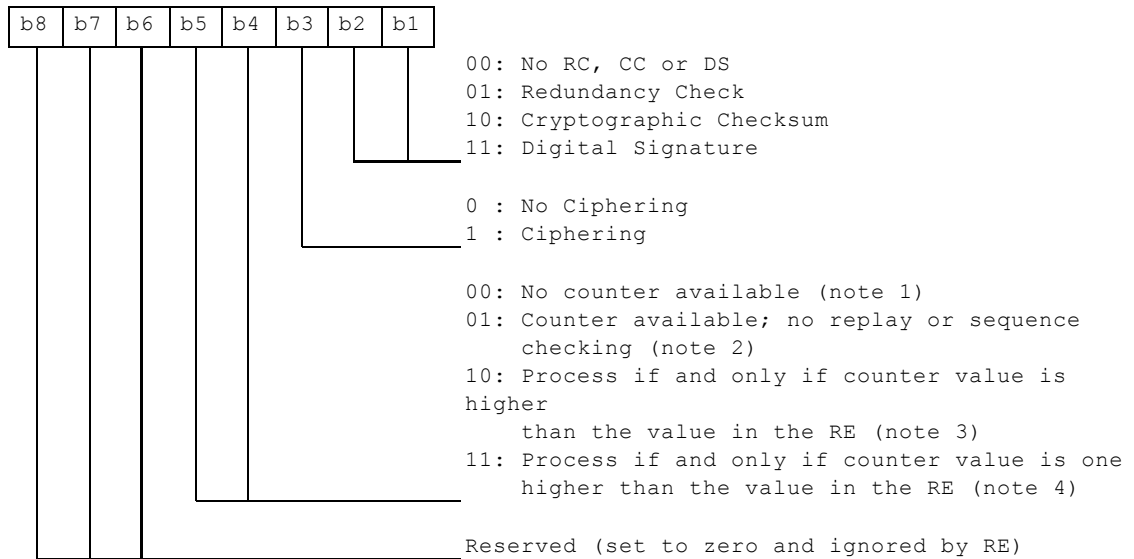 b8 b7 b6 b5 b4 b3 b2 b1
00: No RC, CC or DS
01: Redundancy Check
10: Cryptographic Checksum
11: Digital Signature
0 : No Ciphering
1 : Ciphering
00: No counter available (note 1)
01: Counter available; no replay or sequence
checking (note 2)
10: Process if and only if counter value is
higher
than the value in the RE (note 3)
11: Process if and only if counter value is one
higher than the value in the RE (note 4)
Reserved (set to zero and ignored by RE)